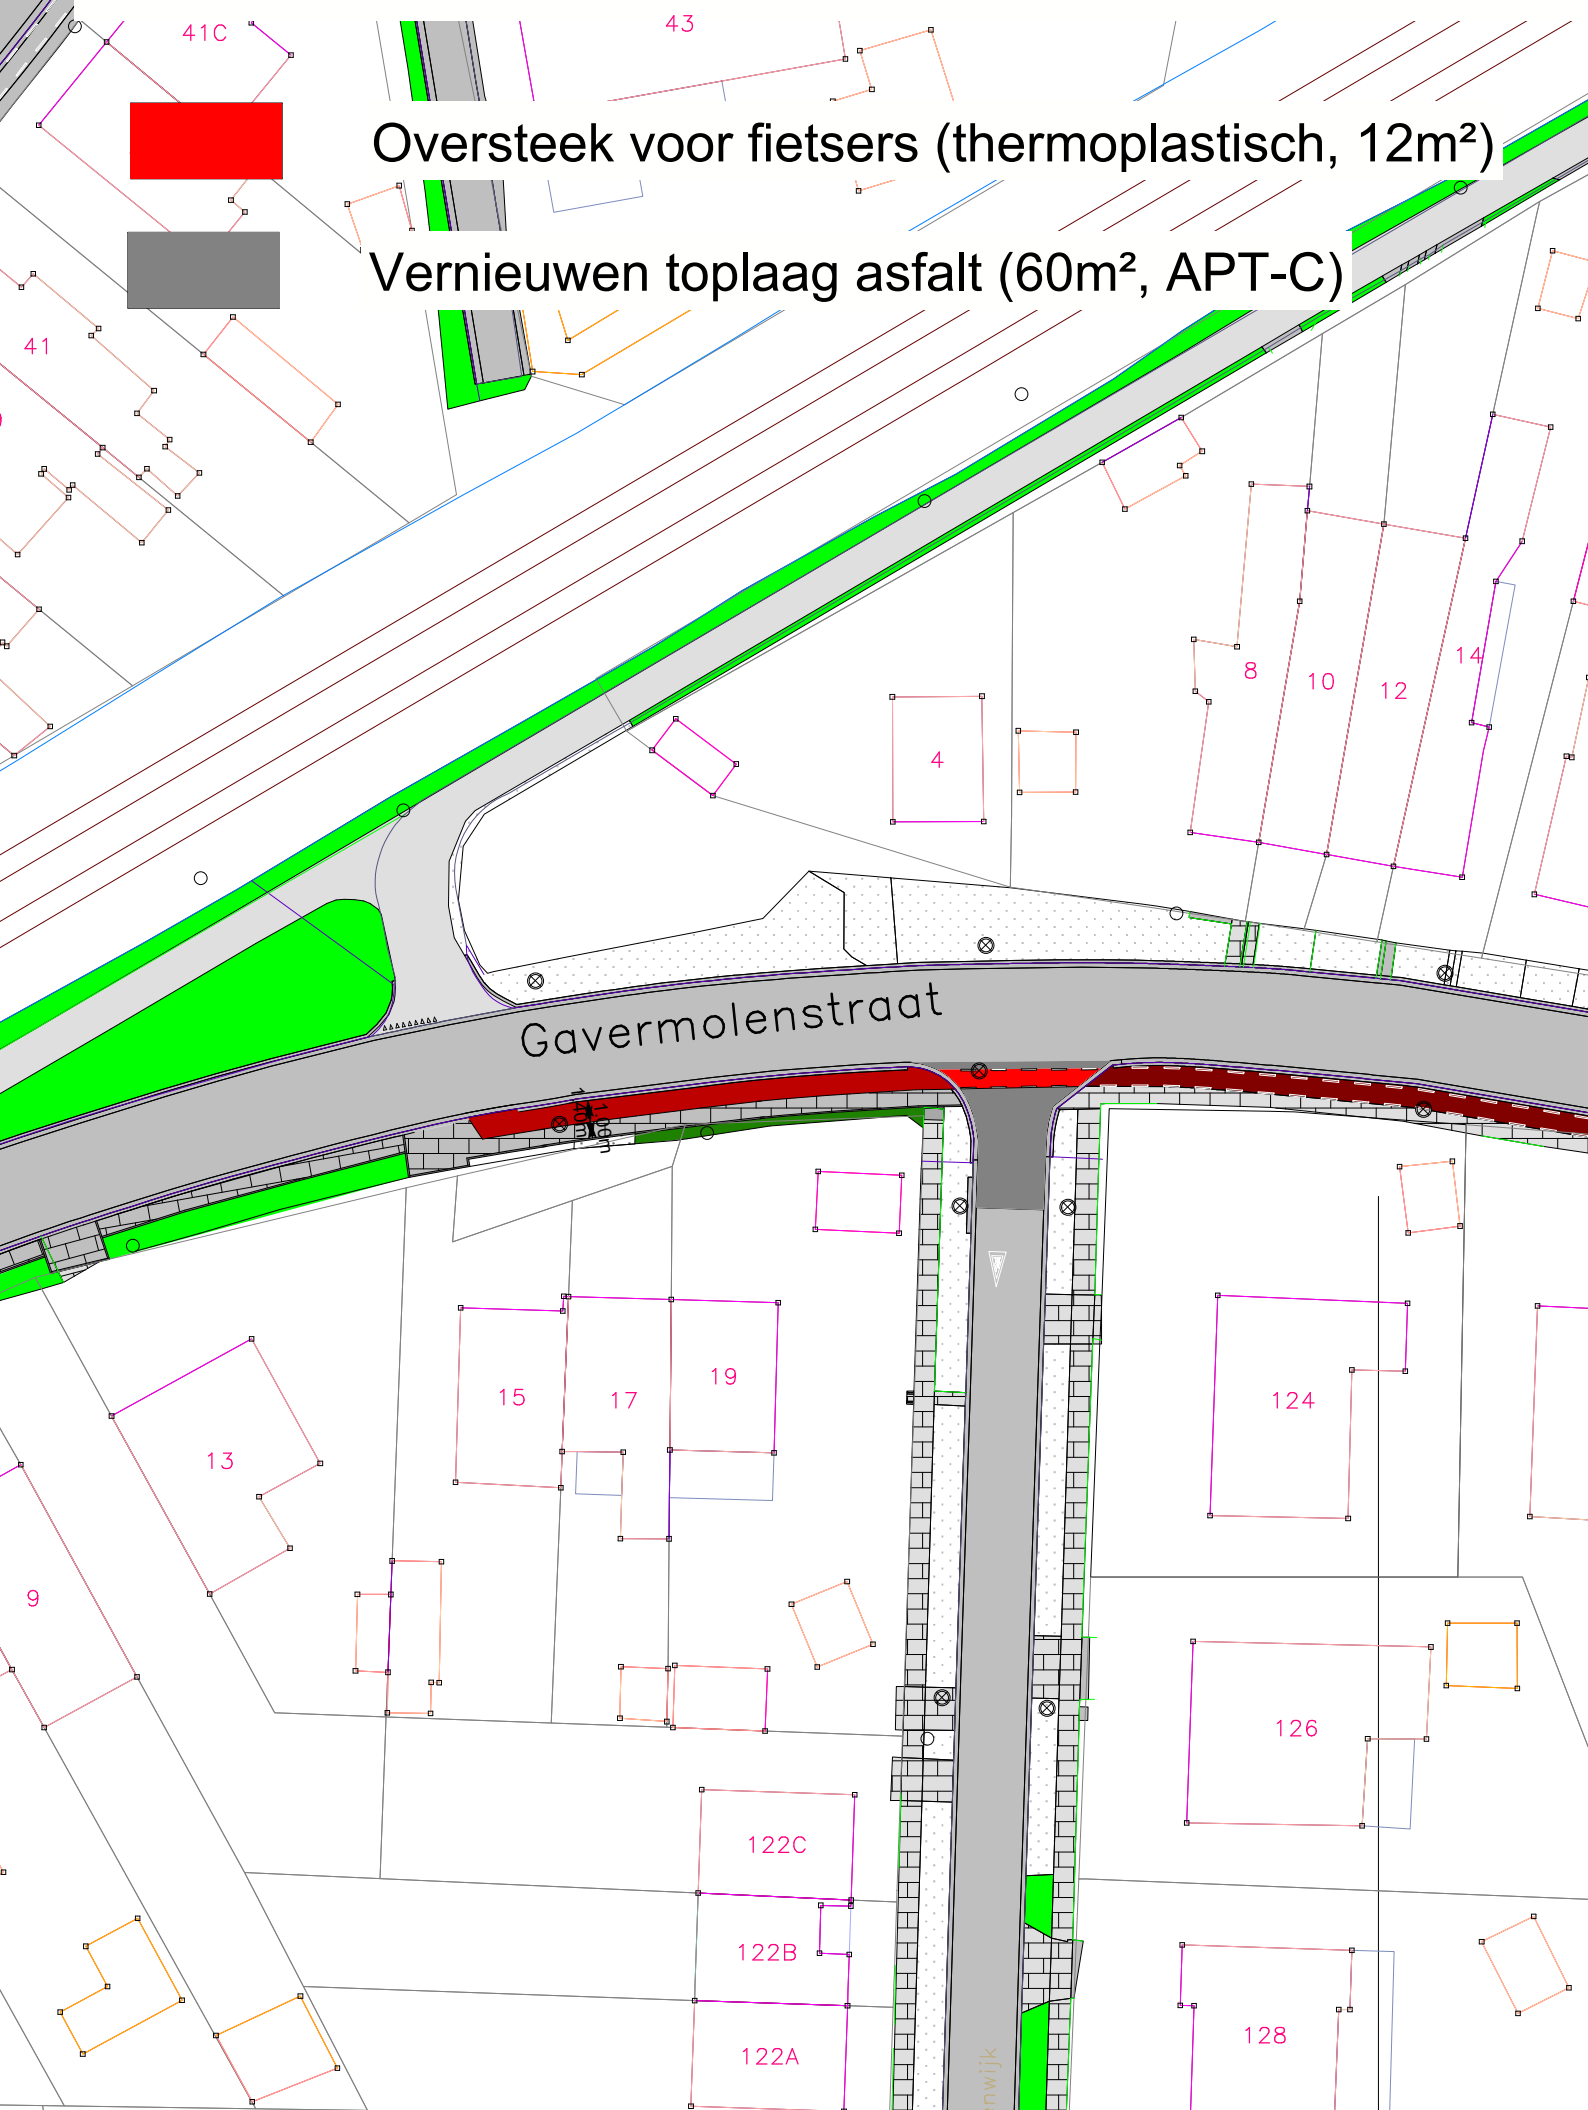 41C
43
Oversteek voor fietsers (thermoplastisch, 12m²)
Vernieuwen toplaag asfalt (60m², APT-C)
41
14
8
10
12
4
Gavermolenstraat
15
17
19
13
124
9
126
122C
122B
128
122A